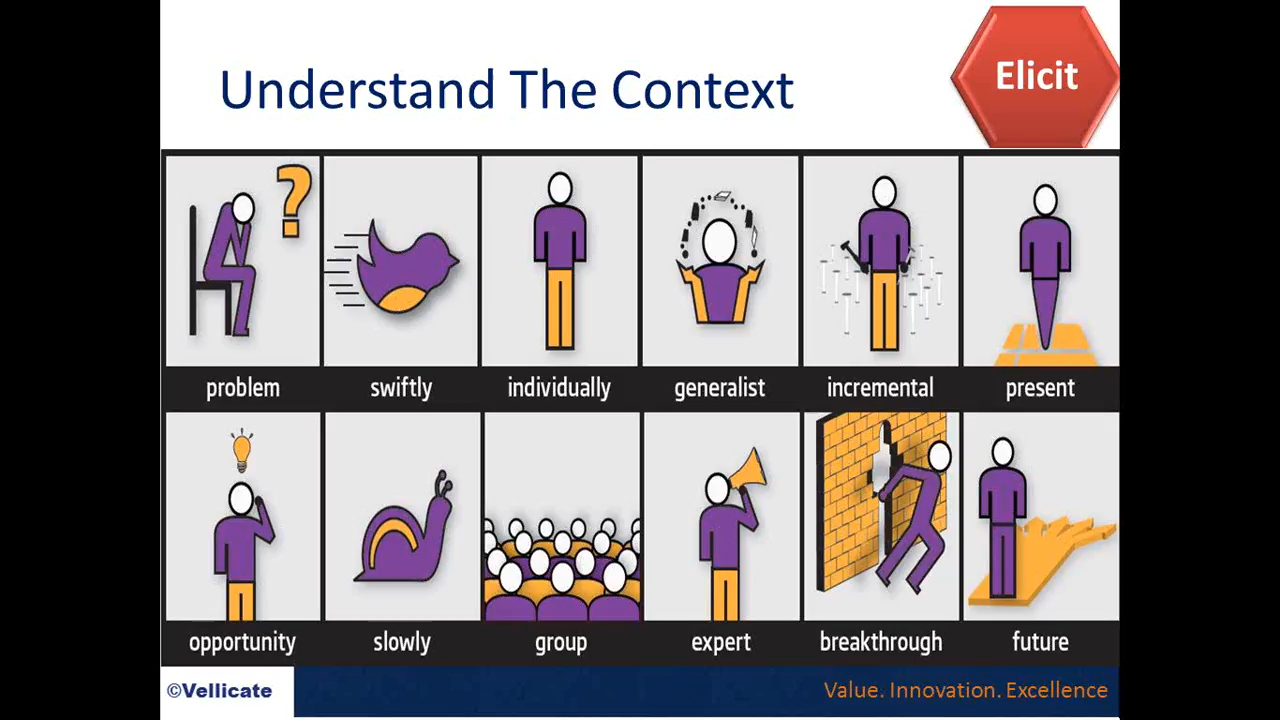 Understand The Context
Elicit
?
problem
swiftly
individually
generalist
incremental
present
opportunity
slowly
group
expert
breakthrough
future
©Vellicate
Value. Innovation. Excellence